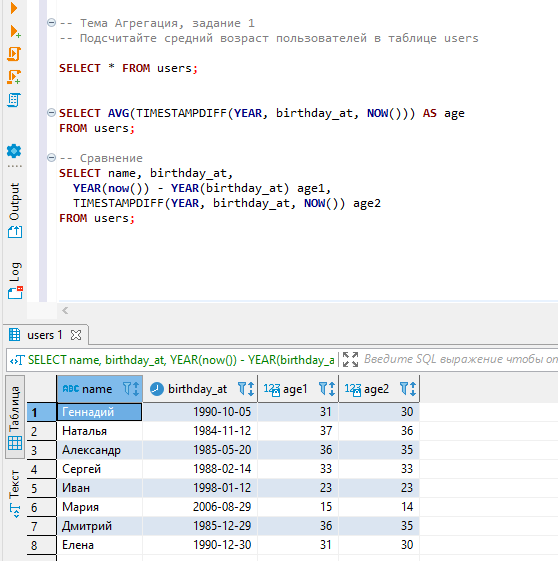 -- Тема Агрегация, задание 1
-- Подсчитайте средний возраст пользователей в таблице users
SELECT * FROM users;
SELECT AVG(TIMESTAMPDIFF(YEAR, birthday_at, NOW())) AS age
FROM users;
-- Сравнение
SELECT name, birthday_at,
YEAR(now()) - YEAR(birthday_at) age1,
TIMESTAMPDIFF(YEAR, birthday_at, NOW()) age2
FROM users;
Output
Log
users 1
SELECT name, birthday_at, YEAR(now()) - YEAR(birthday_a
Введите SQL выражение чтобы от
Таблица
Текст
ABC name birthday_at 123 age1 123 age2
1 Геннадий 1990-10-05 31 30
2 Наталья 1984-11-12 37 36
3 Александр 1985-05-20 36 35
4 Сергей 1988-02-14 33 33
5 Иван 1998-01-12 23 23
6 Мария 2006-08-29 15 14
7 Дмитрий 1985-12-29 36 35
8 Елена 1990-12-30 31 30